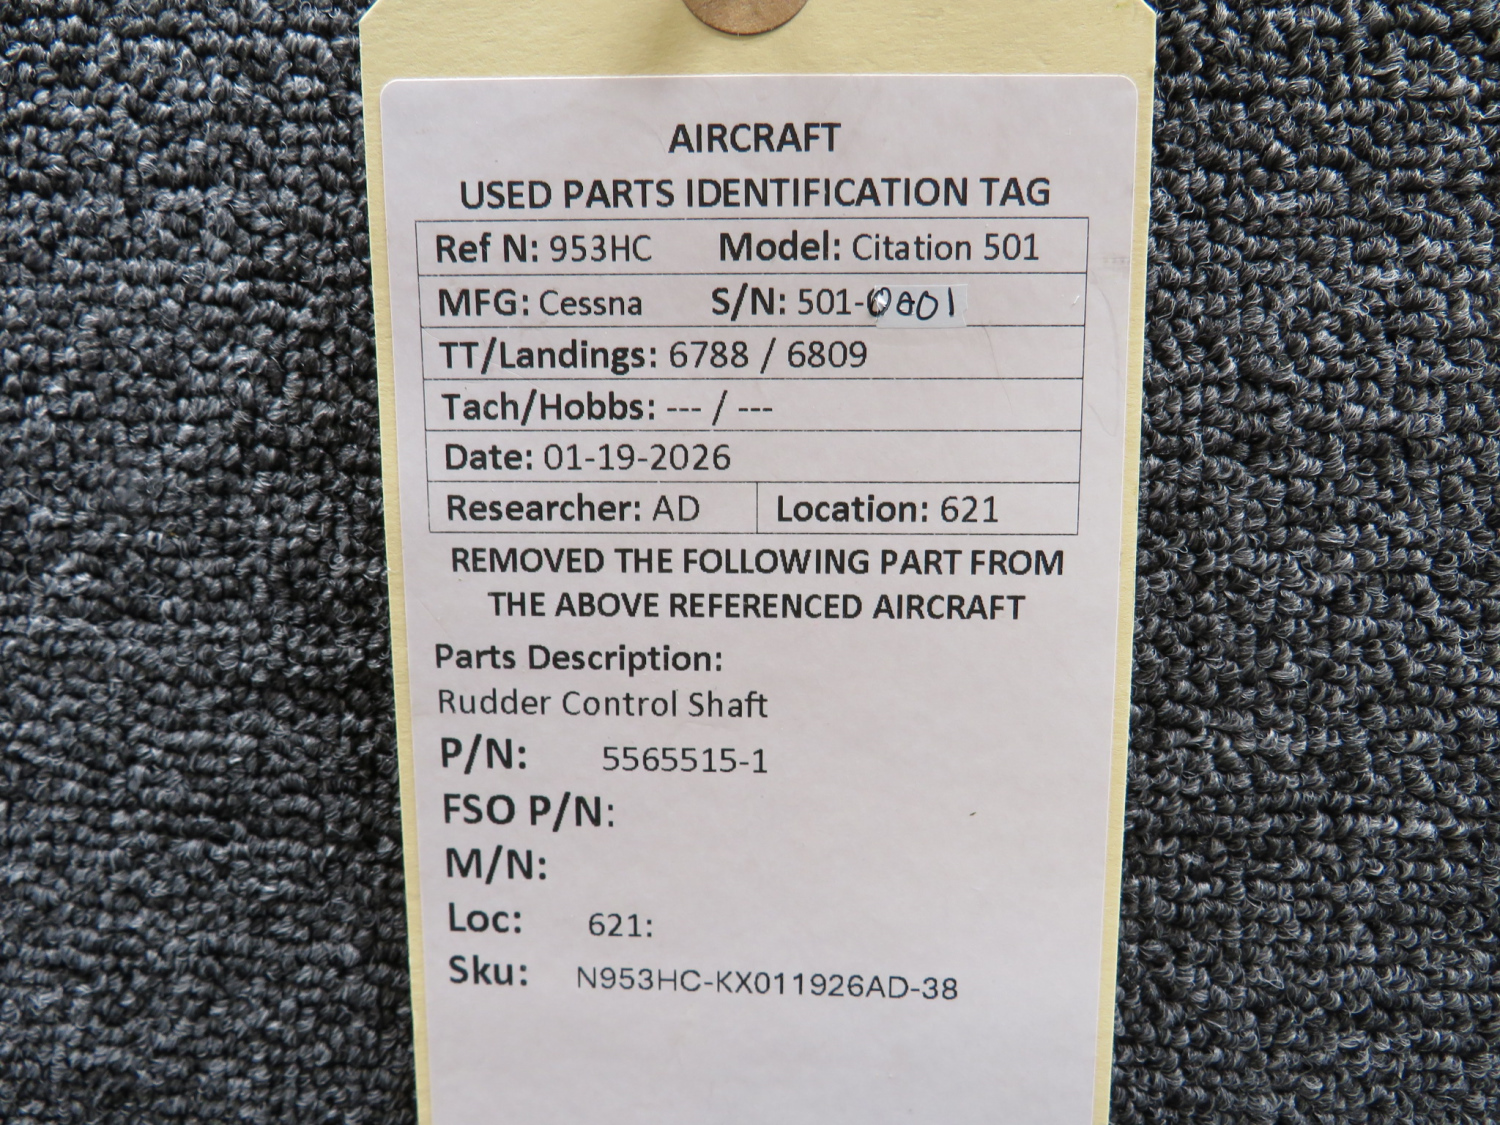 AIRCRAFT
USED PARTS IDENTIFICATION TAG
Ref N: 953HC Model: Citation 501
MFG: Cessna S/N: 501-0001
TT/Landings: 6788 / 6809
Tach/Hobbs: --- / ---
Date: 01-19-2026
Researcher: AD Location: 621
REMOVED THE FOLLOWING PART FROM
THE ABOVE REFERENCED AIRCRAFT
Parts Description:
Rudder Control Shaft
P/N: 5565515-1
FSO P/N:
M/N:
Loc: 621:
Sku: N953HC-KX011926AD-38